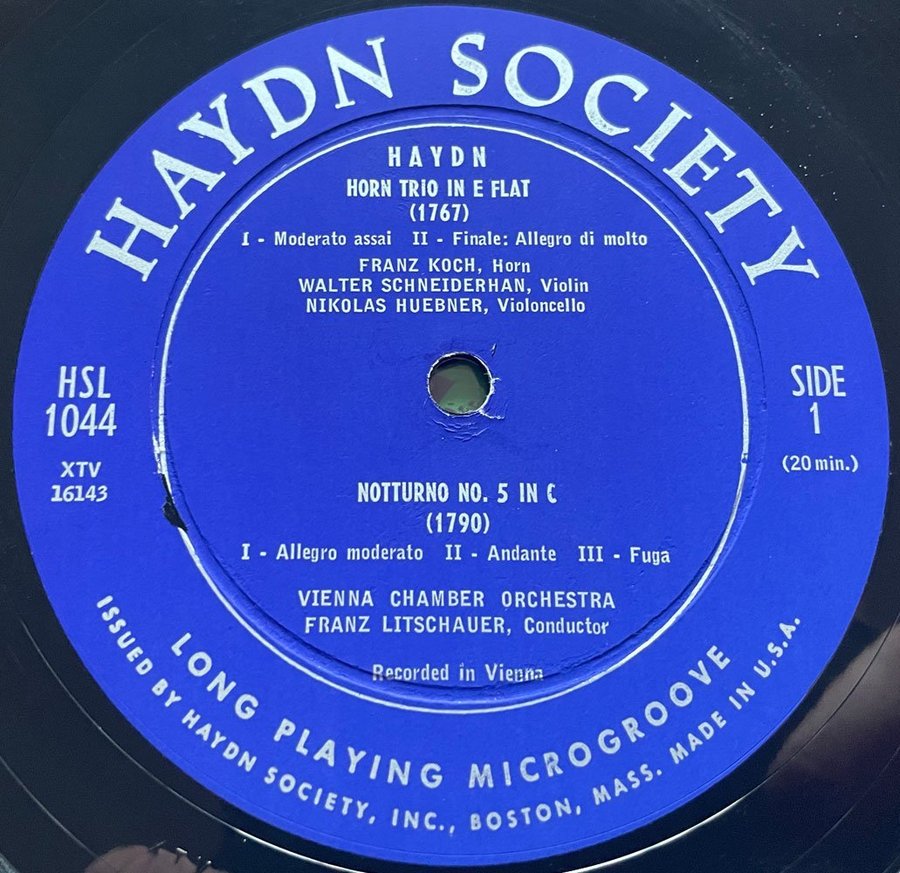 HAYDN SOCIETY
HAYDN
HORN TRIO IN E FLAT
(1767)
I - Moderato assai II - Finale: Allegro di molto
FRANZ KOCH, Horn
WALTER SCHNEIDERHAN, Violin
NIKOLAS HUEBNER, Violoncello
HSL
1044
XTV
16143
SIDE
1
(20 min.)
NOTTURNO NO. 5 IN C
(1790)
I - Allegro moderato II - Andante III - Fuga
VIENNA CHAMBER ORCHESTRA
FRANZ LITSCHAUER, Conductor
Recorded in Vienna
LONG PLAYING MICROGROOVE
ISSUED BY HAYDN SOCIETY, INC., BOSTON, MASS. MADE IN U.S.A.